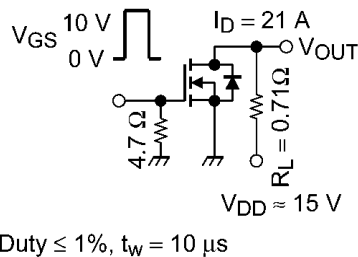 I_D = 21 A
V_GS 10 V
0 V
V_OUT
4.7 Ω
R_L = 0.71Ω
V_DD ≈ 15 V
Duty ≤ 1%, t_w = 10 μs